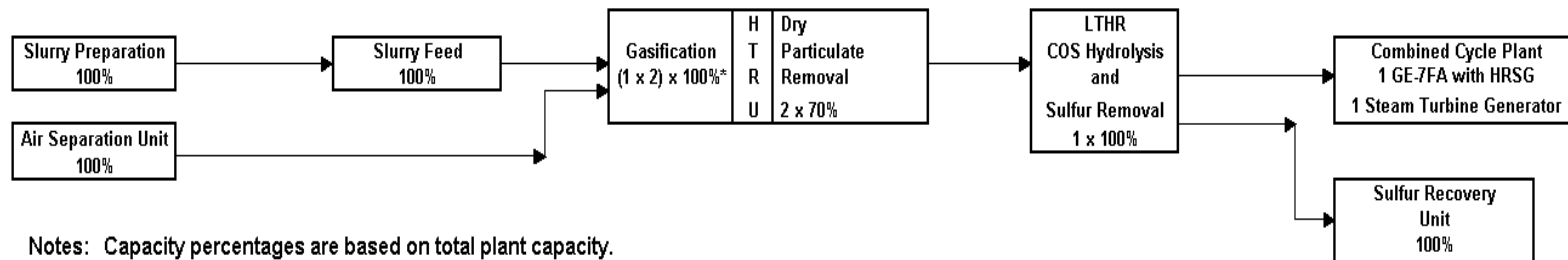 Slurry Preparation
100%
Slurry Feed
100%
Air Separation Unit
100%
Gasification
(1 x 2) x 100%*
H
T
R
U
Dry
Particulate
Removal
2 x 70%
LTHR
COS Hydrolysis
and
Sulfur Removal
1 x 100%
Combined Cycle Plant
1 GE-7FA with HRSG
1 Steam Turbine Generator
Sulfur Recovery
Unit
100%
Notes: Capacity percentages are based on total plant capacity.